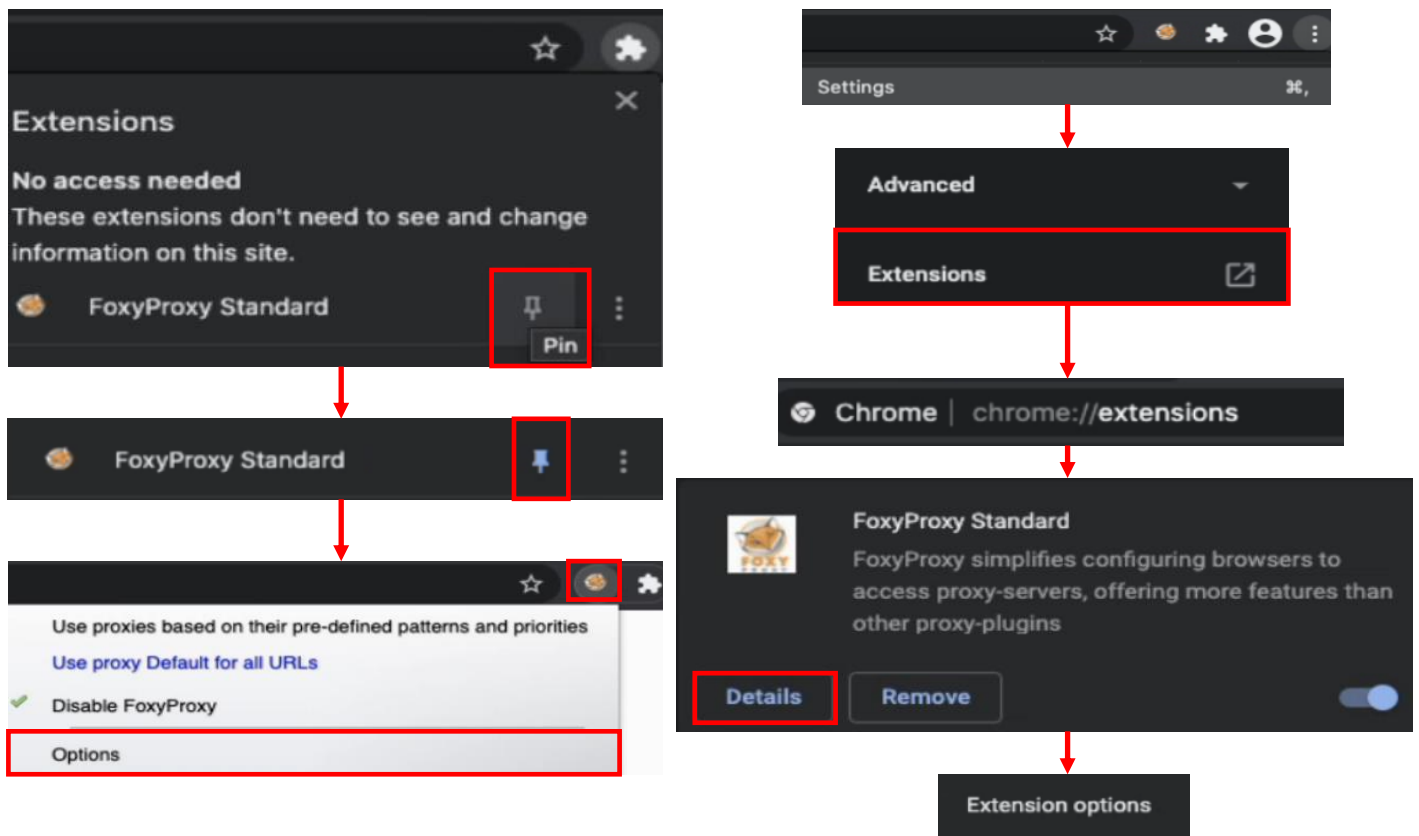 Extensions
No access needed
These extensions don't need to see and change
information on this site.
FoxyProxy Standard
Pin
FoxyProxy Standard
Use proxies based on their pre-defined patterns and priorities
Use proxy Default for all URLs
Disable FoxyProxy
Options
Settings ⌘,
Advanced
Extensions
Chrome | chrome://extensions
FOXY
PROXY
FoxyProxy Standard
FoxyProxy simplifies configuring browsers to
access proxy-servers, offering more features than
other proxy-plugins
Details Remove
Extension options